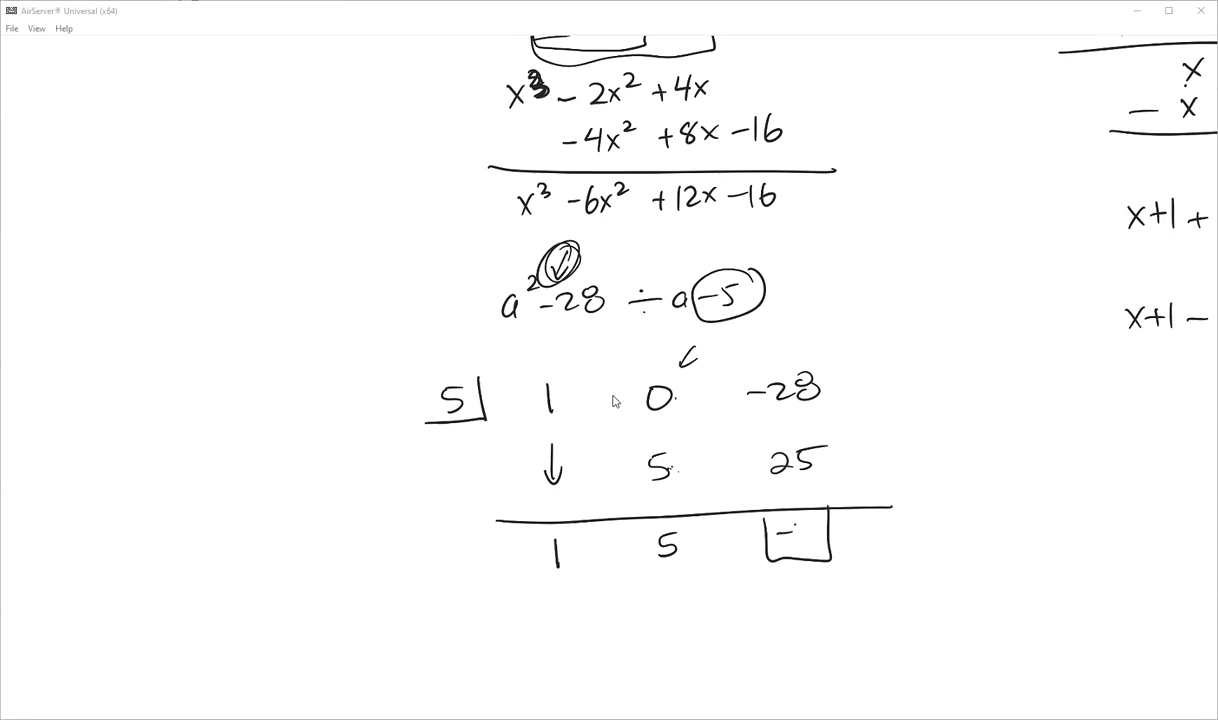 AirServer® Universal (x64)
File View Help
x³ - 2x² + 4x
x
- 4x² + 8x - 16
- x
x³ - 6x² + 12x - 16
x+1 +
a² - 28 ÷ a - 5
x+1 -
5 1 0 -28
5 25
1 5 -